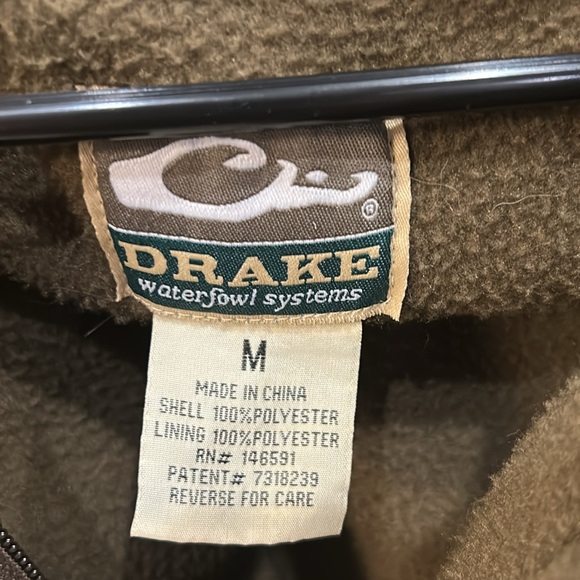 ®
DRAKE
waterfowl systems
M
MADE IN CHINA
SHELL 100%POLYESTER
LINING 100%POLYESTER
RN# 146591
PATENT# 7318239
REVERSE FOR CARE